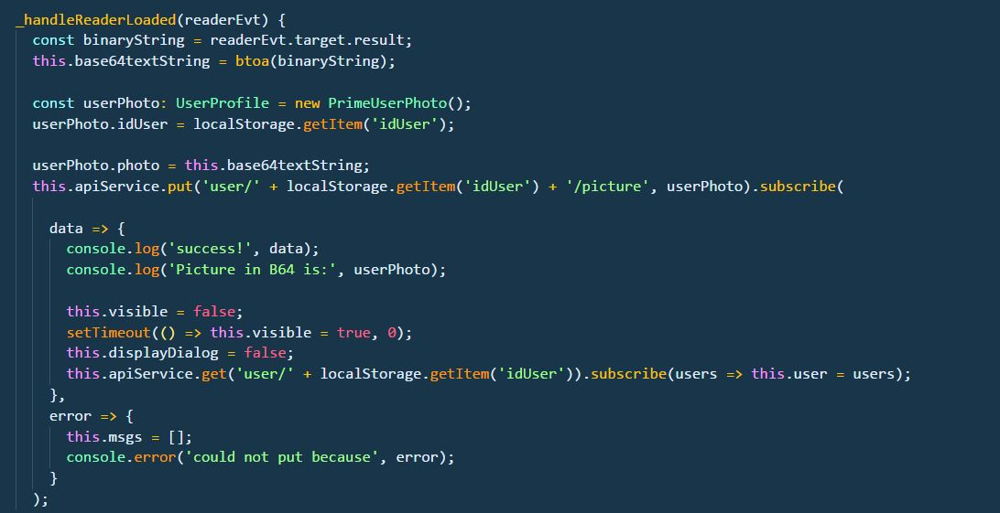 _handleReaderLoaded(readerEvt) {
const binaryString = readerEvt.target.result;
this.base64textString = btoa(binaryString);
const userPhoto: UserProfile = new PrimeUserPhoto();
userPhoto.idUser = localStorage.getItem('idUser');
userPhoto.photo = this.base64textString;
this.apiService.put('user/' + localStorage.getItem('idUser') + '/picture', userPhoto).subscribe(
data => {
console.log('success!', data);
console.log('Picture in B64 is:', userPhoto);
this.visible = false;
setTimeout(() => this.visible = true, 0);
this.displayDialog = false;
this.apiService.get('user/' + localStorage.getItem('idUser')).subscribe(users => this.user = users);
},
error => {
this.msgs = [];
console.error('could not put because', error);
}
);